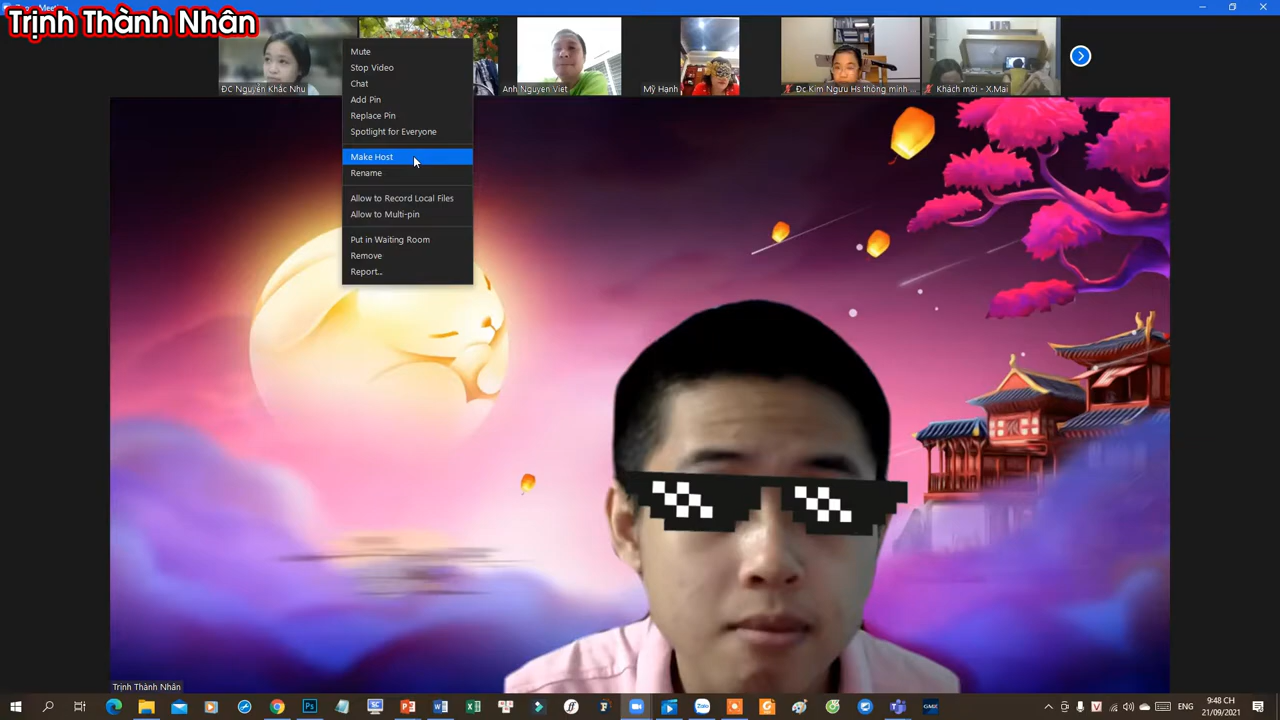 Trịnh Thành Nhân
ĐC Nguyễn Khắc Nhu
Anh Nguyên Viet
Mỹ Hạnh
Đc Kim Ngưu Hs thông minh ...
Khách mời - X.Mai
Mute
Stop Video
Chat
Add Pin
Replace Pin
Spotlight for Everyone
Make Host
Rename
Allow to Record Local Files
Allow to Multi-pin
Put in Waiting Room
Remove
Report...
Trịnh Thành Nhân
9:48 CH
21/09/2021